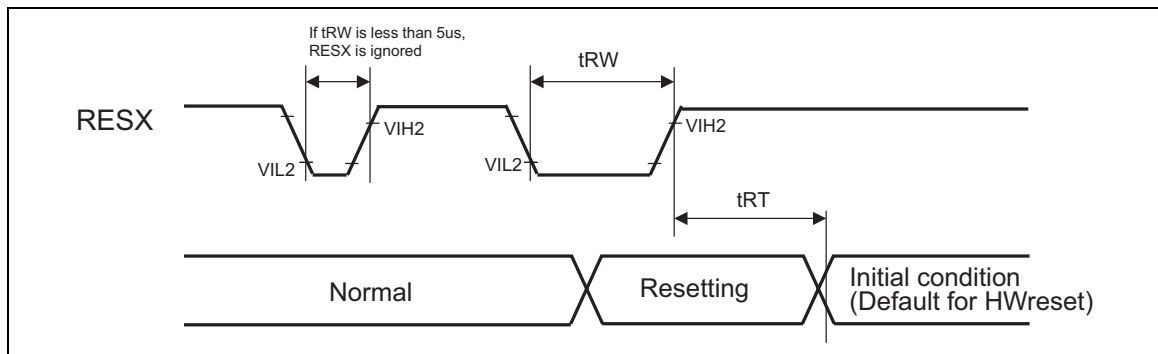 If tRW is less than 5us,
RESX is ignored
tRW
RESX
VIH2
VIH2
VIL2
VIL2
tRT
Normal
Resetting
Initial condition
(Default for HWreset)